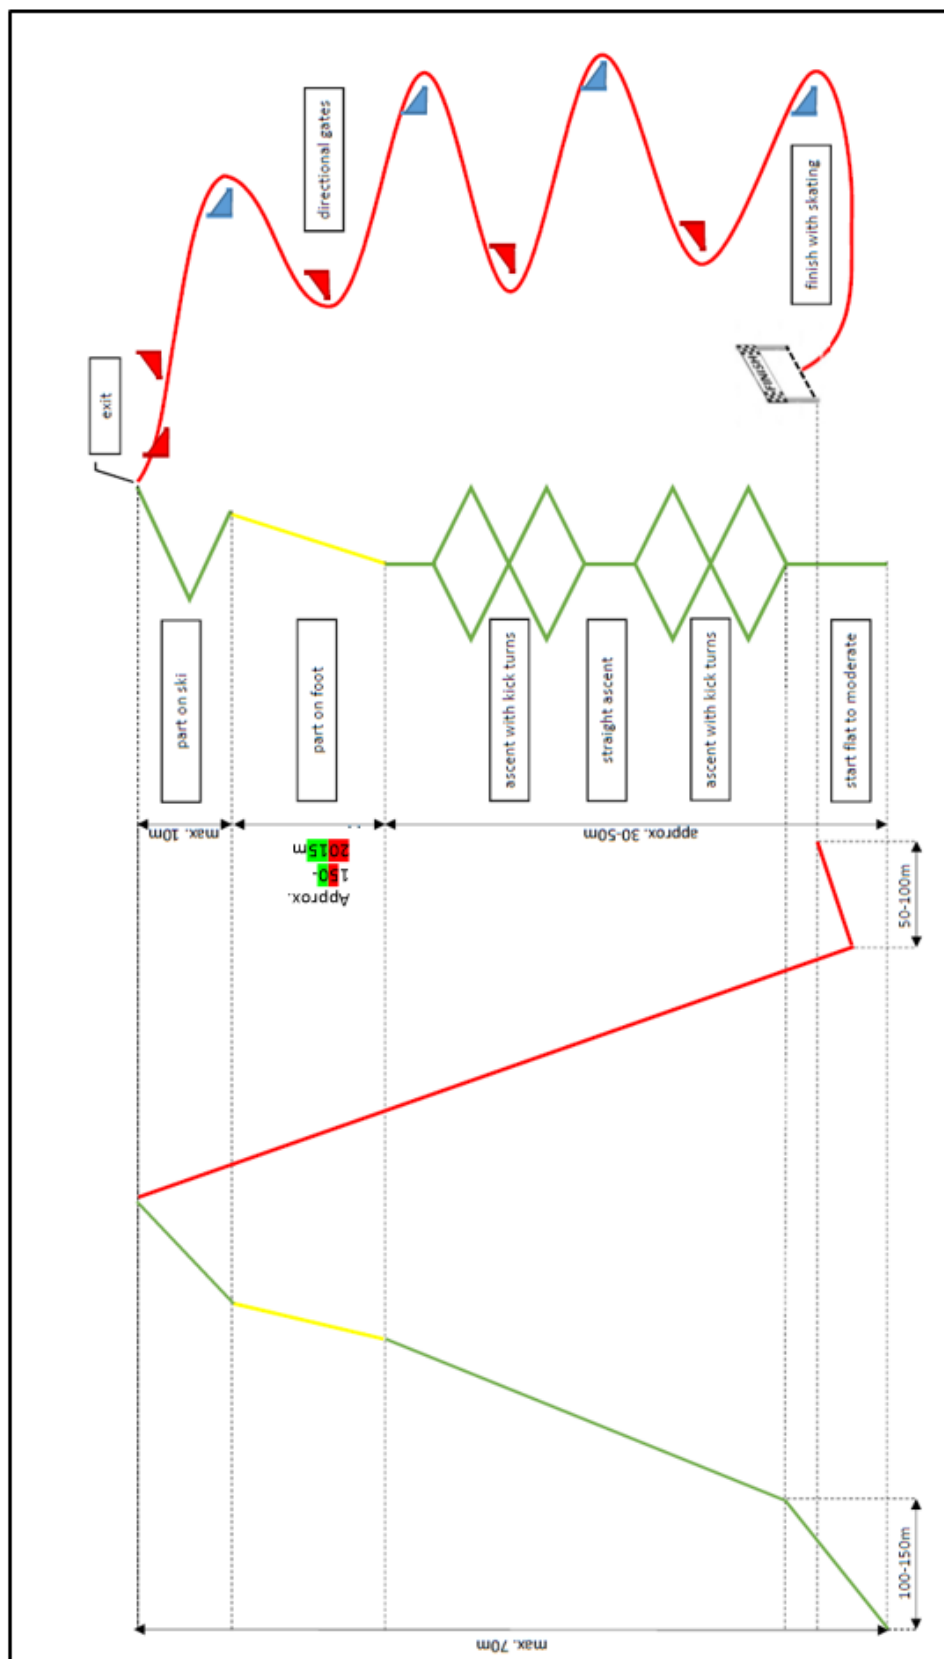 exit
directional gates
finish with skating
FINISH
part on ski
part on foot
ascent with kick turns
straight ascent
ascent with kick turns
start flat to moderate
max. 10m
Approx.
150-
2015m
approx. 30-50m
50-100m
100-150m
max. 70m